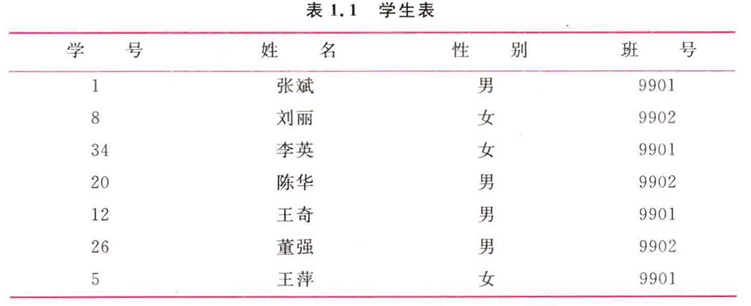 表1.1 学生表
学 号 姓 名 性 别 班 号
1 张斌 男 9901
8 刘丽 女 9902
34 李英 女 9901
20 陈华 男 9902
12 王奇 男 9901
26 董强 男 9902
5 王萍 女 9901